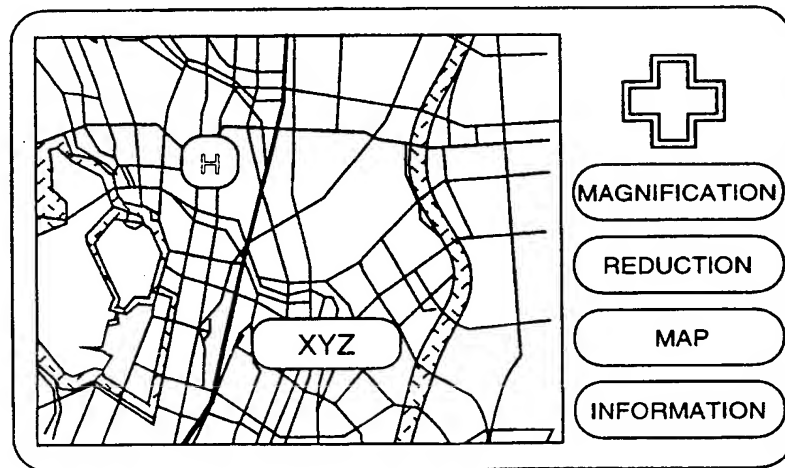 H
MAGNIFICATION
REDUCTION
XYZ
MAP
INFORMATION